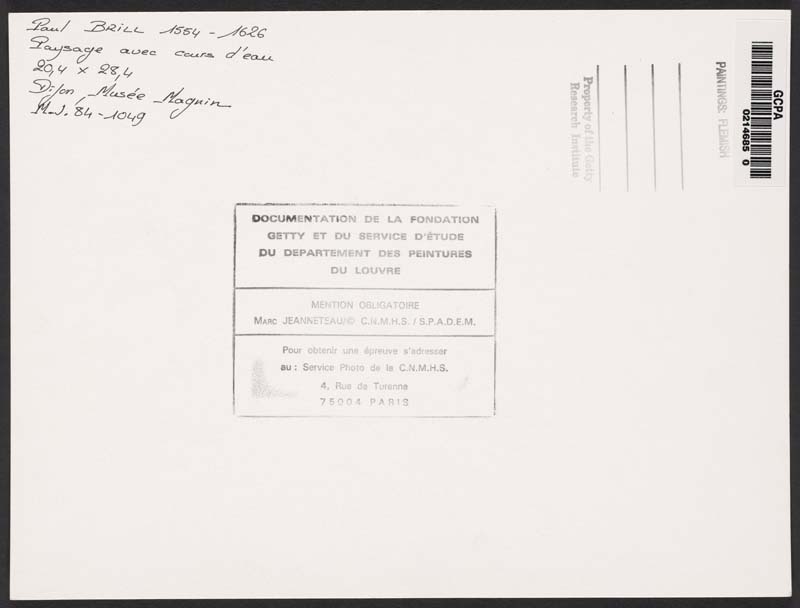 Paul BRILL 1554 - 1626
Paysage avec cours d'eau
20,4 x 28,4
Dijon, Musée Magnin
M.J. 84-1049
DOCUMENTATION DE LA FONDATION
GETTY ET DU SERVICE D'ÉTUDE
DU DEPARTEMENT DES PEINTURES
DU LOUVRE
MENTION OBLIGATOIRE
MARC JEANNETEAU/© C.N.M.H.S. / S.P.A.D.E.M.
Pour obtenir une épreuve s'adresser
au : Service Photo de la C.N.M.H.S.
4, Rue de Turenne
75004 PARIS
Property of the Getty
Research Institute
PAINTINGS: FLEMISH
GCPA
0214685 0